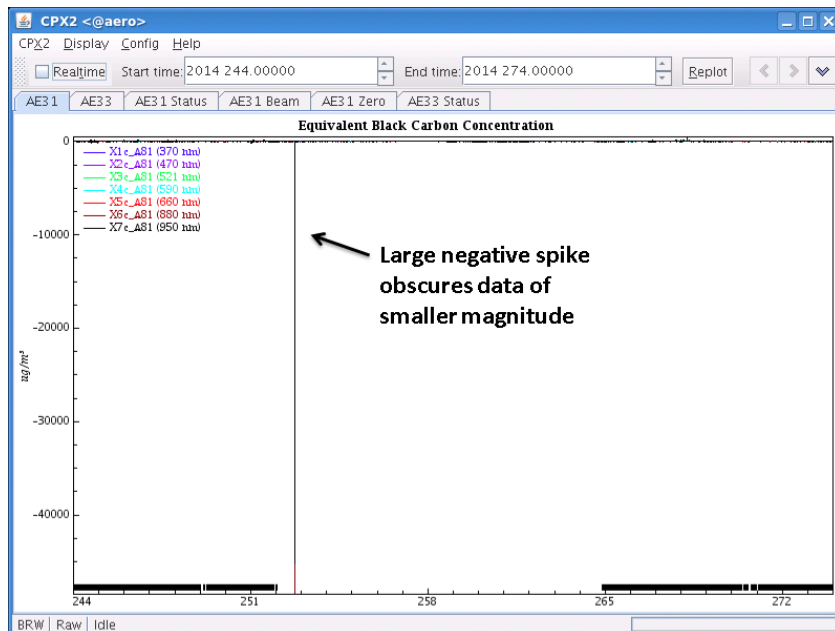 CPX2 <@aero>
CPX2 Display Config Help
Realtime Start time: 2014 244.00000 End time: 2014 274.00000 Replot
AE31 AE33 AE31 Status AE31 Beam AE31 Zero AE33 Status
Equivalent Black Carbon Concentration
0
X1c_A81 (370 nm)
X2c_A81 (470 nm)
X3c_A81 (521 nm)
X4c_A81 (590 nm)
X5c_A81 (660 nm)
X6c_A81 (880 nm)
X7c_A81 (950 nm)
-10000
Large negative spike
obscures data of
smaller magnitude
-20000
ug/m³
-30000
-40000
244 251 258 265 272
BRW Raw Idle